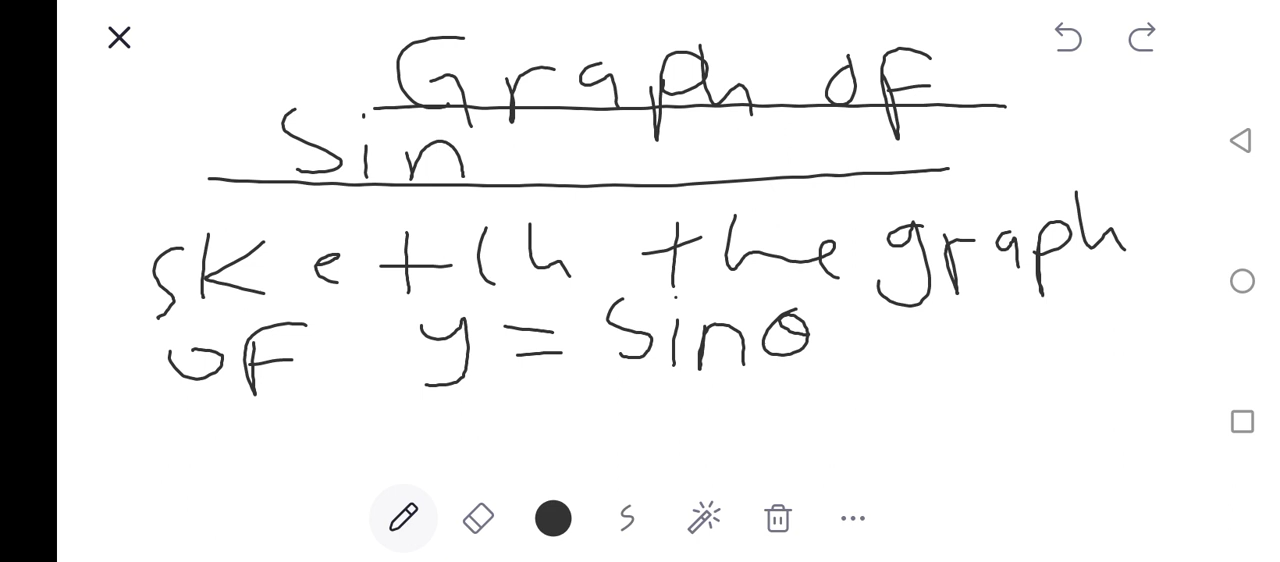 Graph of
Sin
sketch the graph
of y = sinθ